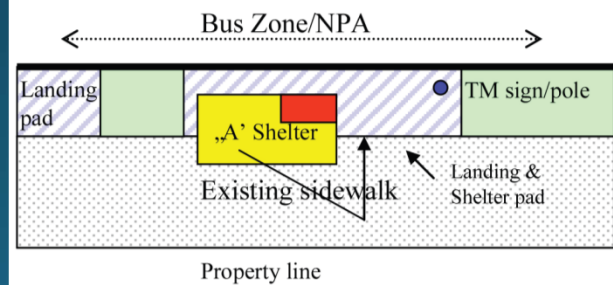 Bus Zone/NPA
Landing
pad
TM sign/pole
„A’ Shelter
Existing sidewalk
Landing &
Shelter pad
Property line